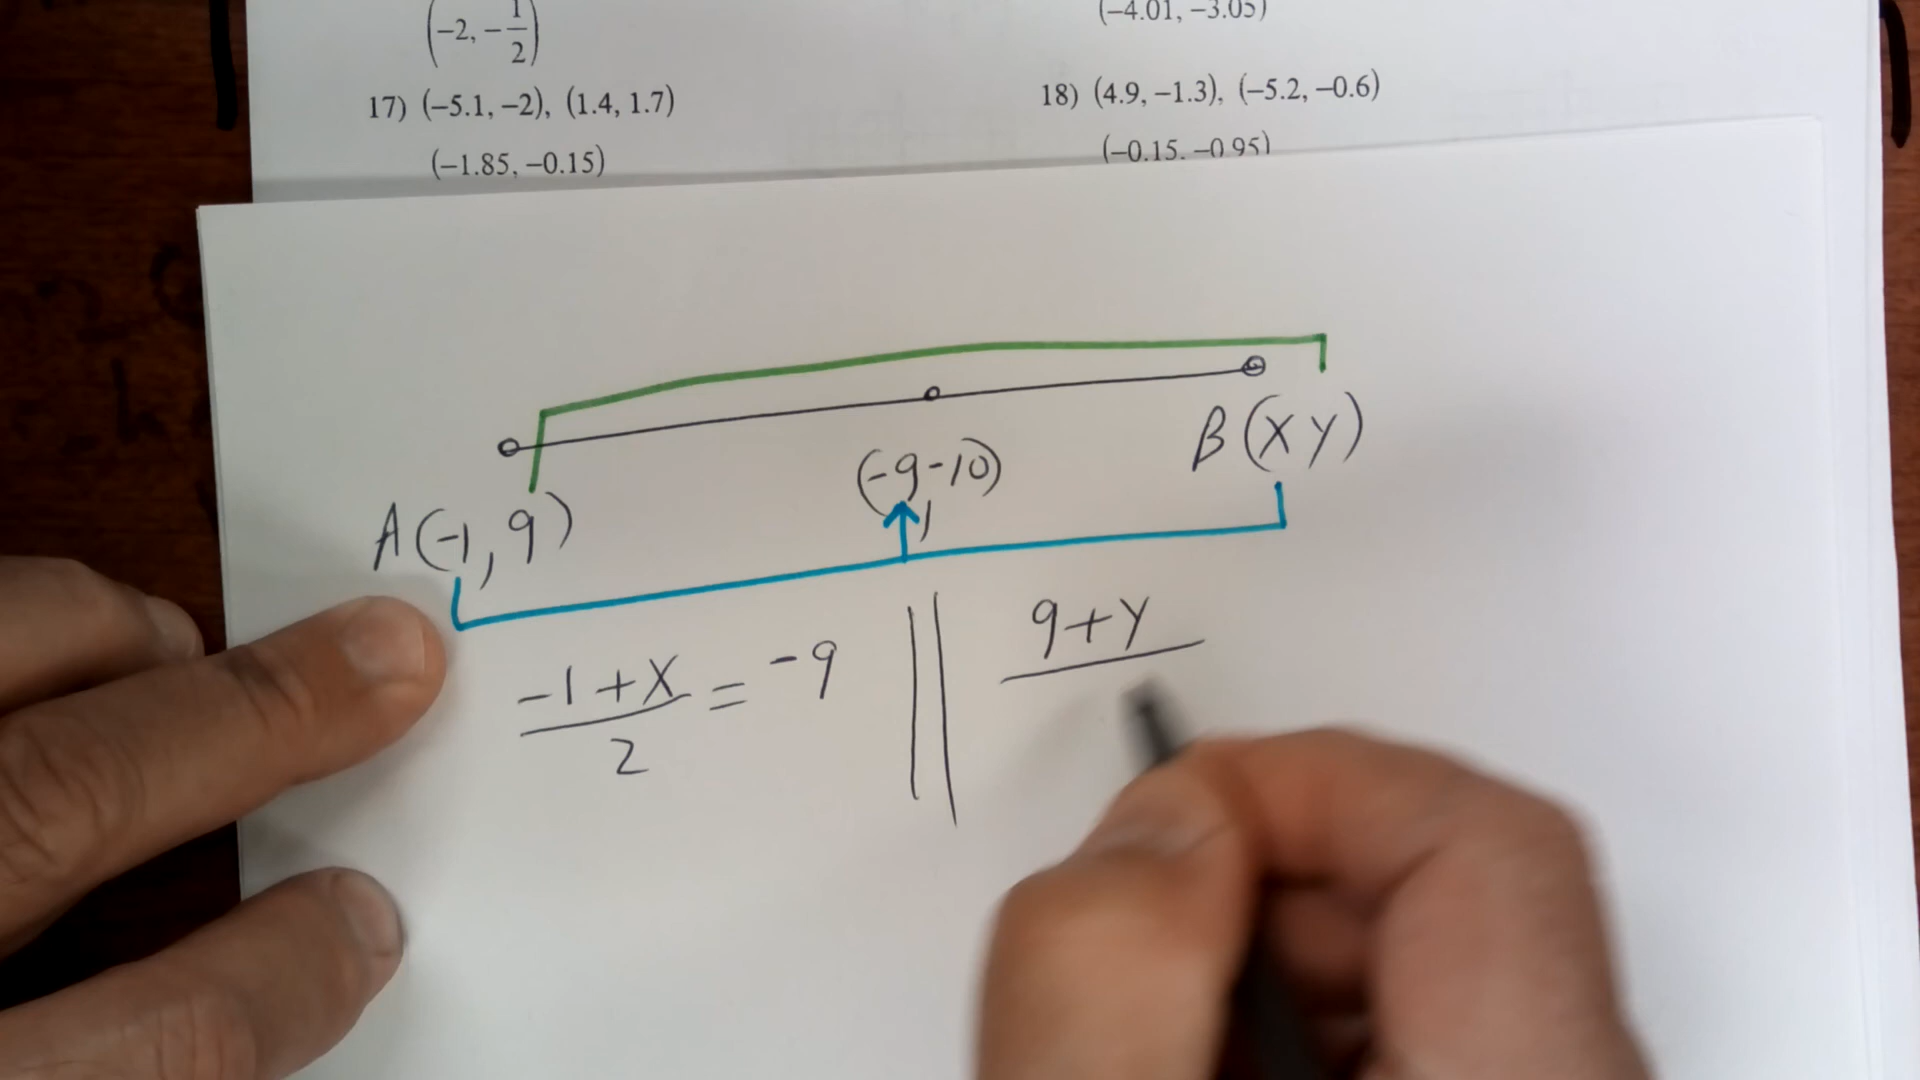 (-2, -1/2)
(-4.01, -3.05)
17) (-5.1, -2), (1.4, 1.7)
18) (4.9, -1.3), (-5.2, -0.6)
(-1.85, -0.15)
(-0.15, -0.95)
B(x y)
(-9, -10)
A(-1, 9)
-1+x/2 = -9
9+y